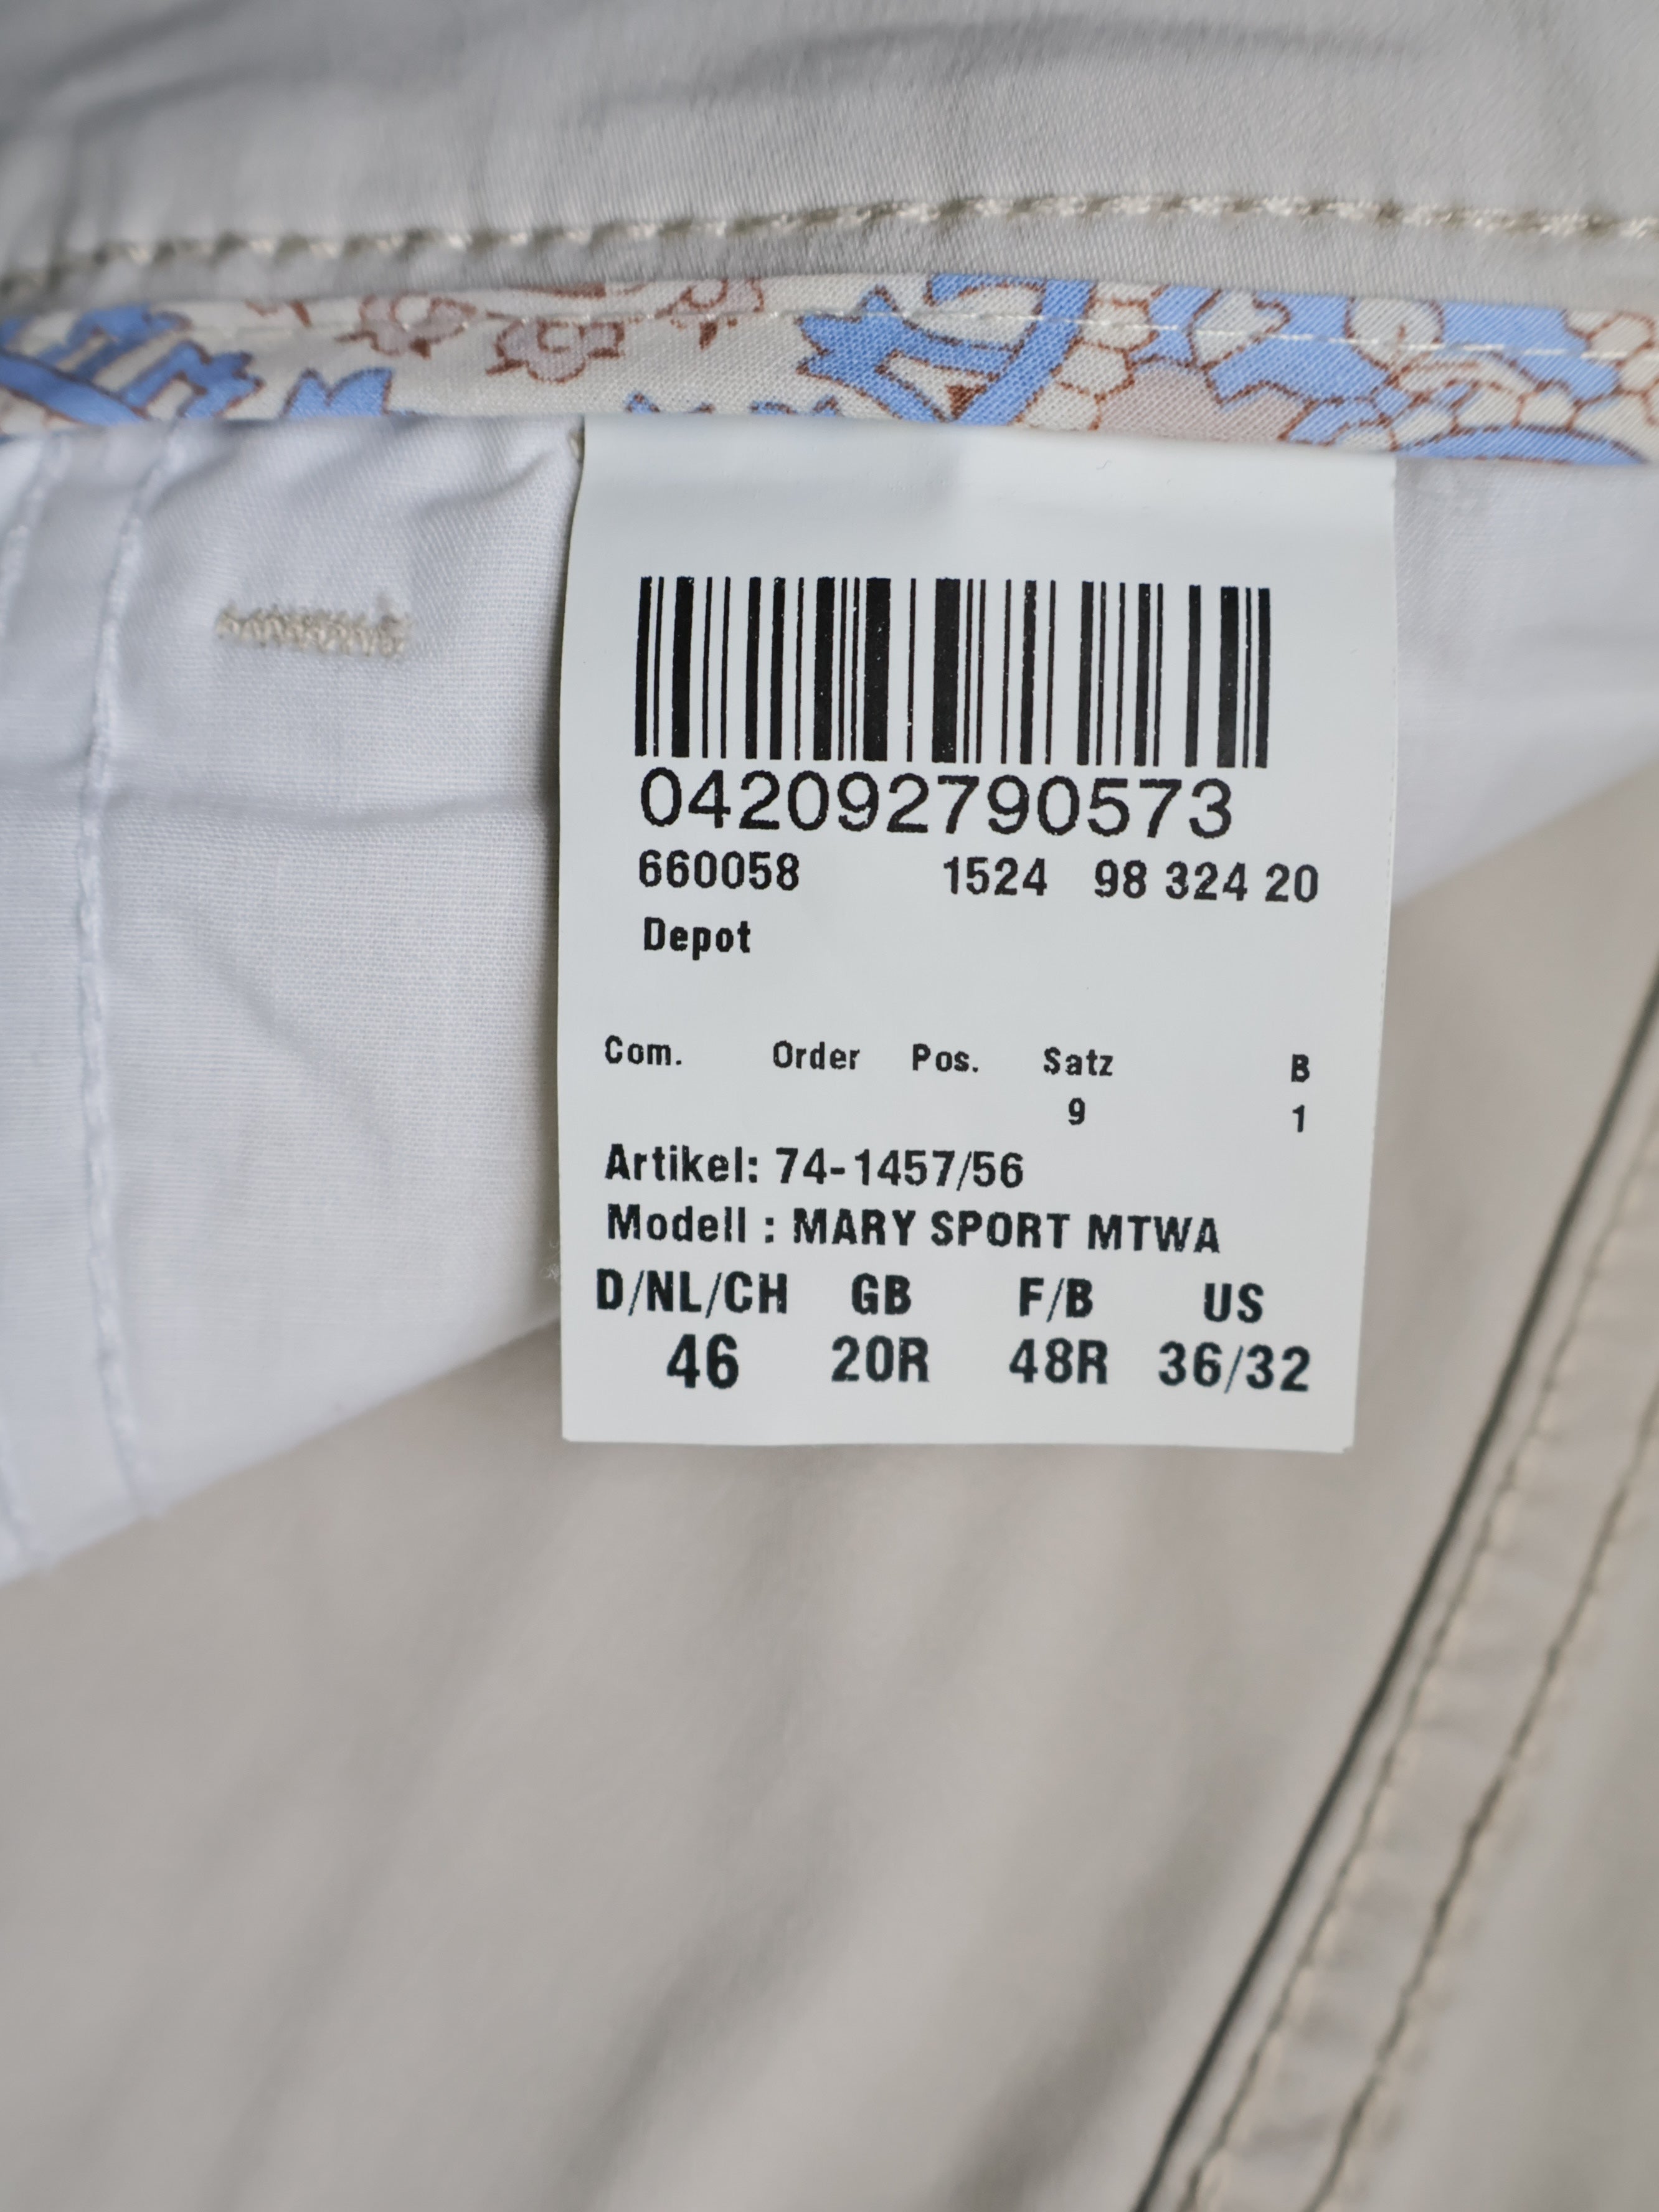 042092790573
660058 1524 98 324 20
Depot
Com. Order Pos. Satz B
9 1
Artikel: 74-1457/56
Modell : MARY SPORT MTWA
D/NL/CH GB F/B US
46 20R 48R 36/32